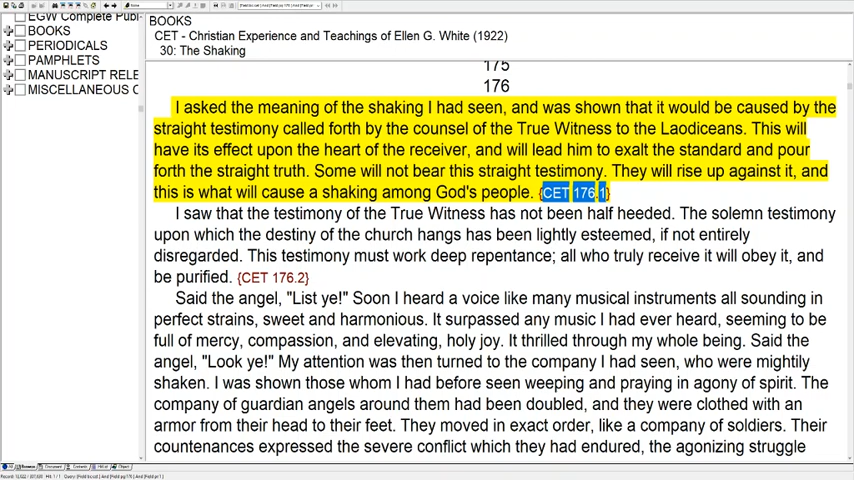 EGW Complete Publ
BOOKS
PERIODICALS
PAMPHLETS
MANUSCRIPT RELE
MISCELLANEOUS C
BOOKS
CET - Christian Experience and Teachings of Ellen G. White (1922)
30: The Shaking
175
176
I asked the meaning of the shaking I had seen, and was shown that it would be caused by the
straight testimony called forth by the counsel of the True Witness to the Laodiceans. This will
have its effect upon the heart of the receiver, and will lead him to exalt the standard and pour
forth the straight truth. Some will not bear this straight testimony. They will rise up against it, and
this is what will cause a shaking among God's people. {CET 176.1}
I saw that the testimony of the True Witness has not been half heeded. The solemn testimony
upon which the destiny of the church hangs has been lightly esteemed, if not entirely
disregarded. This testimony must work deep repentance; all who truly receive it will obey it, and
be purified. {CET 176.2}
Said the angel, "List ye!" Soon I heard a voice like many musical instruments all sounding in
perfect strains, sweet and harmonious. It surpassed any music I had ever heard, seeming to be
full of mercy, compassion, and elevating, holy joy. It thrilled through my whole being. Said the
angel, "Look ye!" My attention was then turned to the company I had seen, who were mightily
shaken. I was shown those whom I had before seen weeping and praying in agony of spirit. The
company of guardian angels around them had been doubled, and they were clothed with an
armor from their head to their feet. They moved in exact order, like a company of soldiers. Their
countenances expressed the severe conflict which they had endured, the agonizing struggle